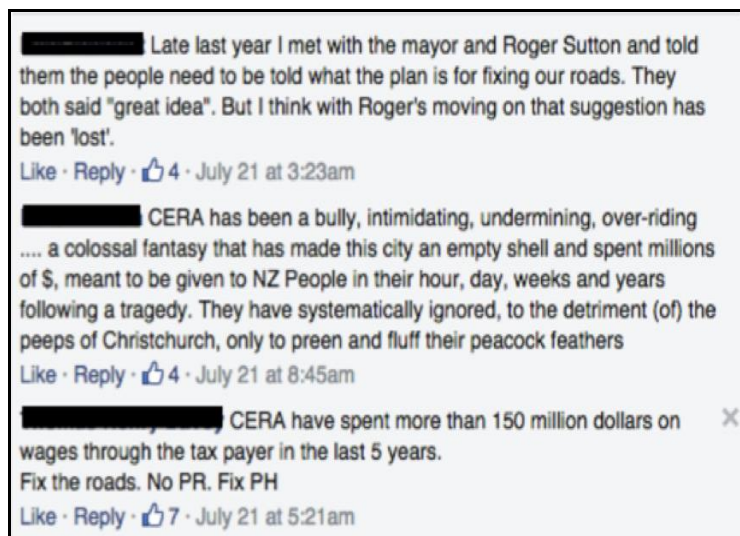 Late last year I met with the mayor and Roger Sutton and told
them the people need to be told what the plan is for fixing our roads. They
both said "great idea". But I think with Roger's moving on that suggestion has
been 'lost'.
Like · Reply · 4 · July 21 at 3:23am
CERA has been a bully, intimidating, undermining, over-riding
.... a colossal fantasy that has made this city an empty shell and spent millions
of $, meant to be given to NZ People in their hour, day, weeks and years
following a tragedy. They have systematically ignored, to the detriment (of) the
peeps of Christchurch, only to preen and fluff their peacock feathers
Like · Reply · 4 · July 21 at 8:45am
CERA have spent more than 150 million dollars on
wages through the tax payer in the last 5 years.
Fix the roads. No PR. Fix PH
Like · Reply · 7 · July 21 at 5:21am